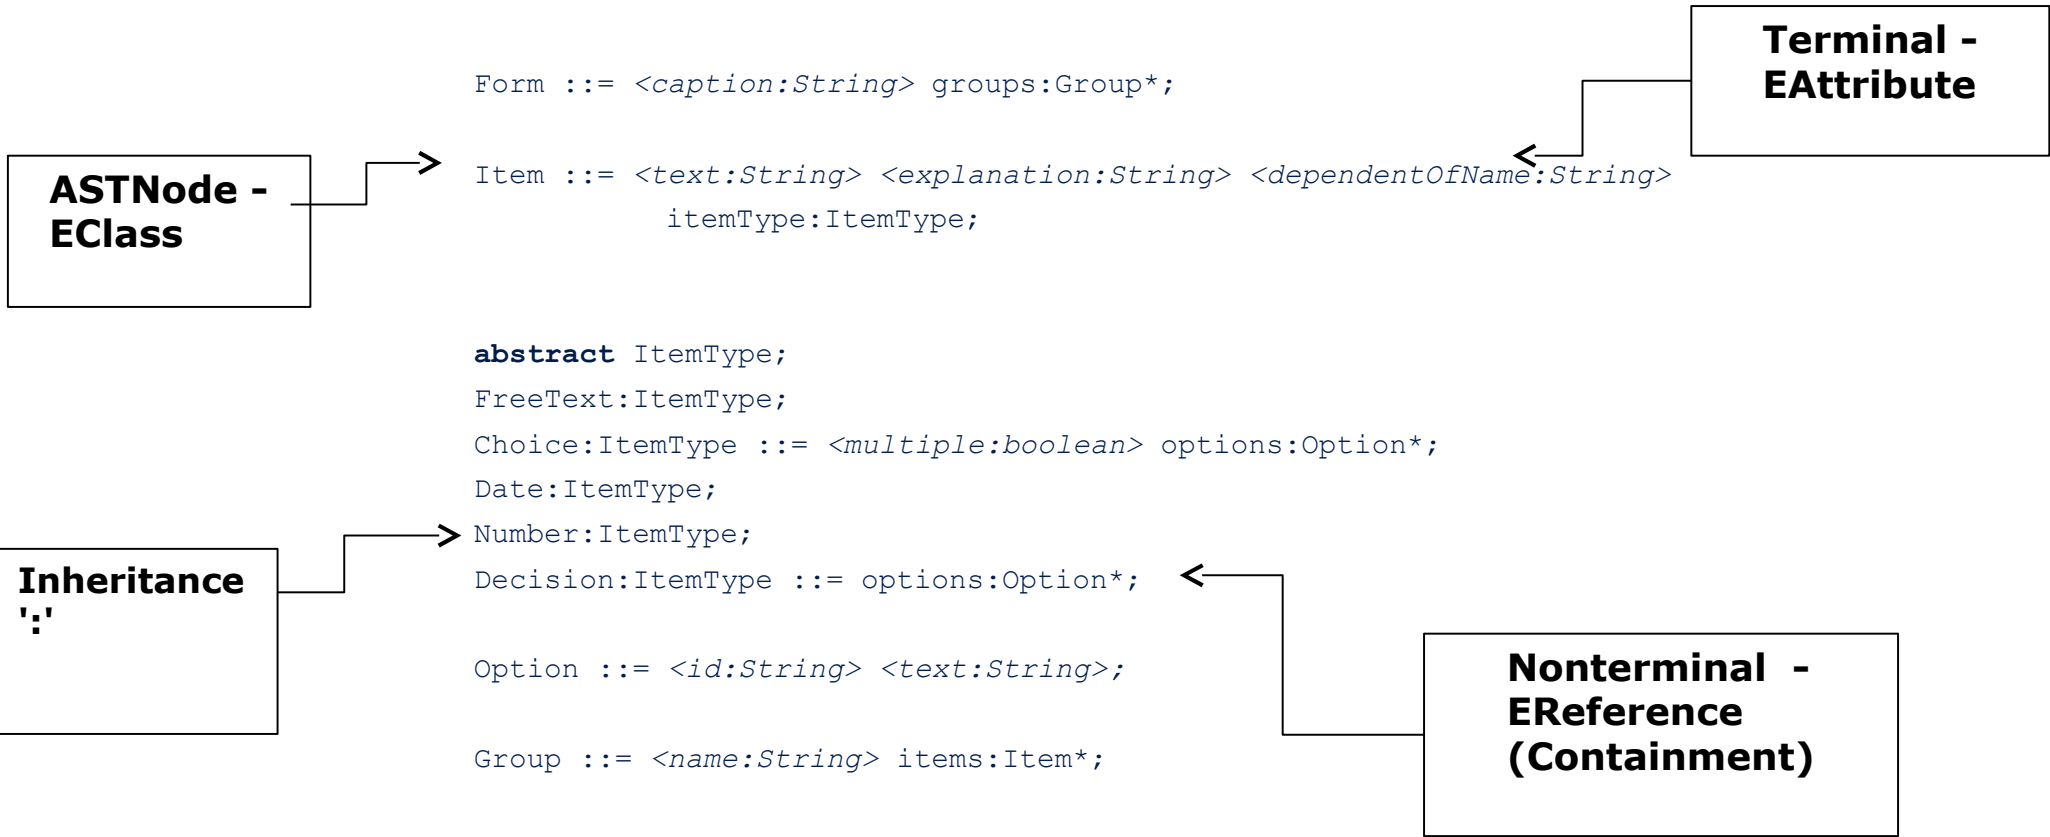 Terminal -
EAttribute
Form ::= <caption:String> groups:Group*;
ASTNode -
EClass
Item ::= <text:String> <explanation:String> <dependentOfName:String>
itemType:ItemType;
abstract ItemType;
FreeText:ItemType;
Choice:ItemType ::= <multiple:boolean> options:Option*;
Date:ItemType;
Number:ItemType;
Inheritance
':'
Decision:ItemType ::= options:Option*;
Option ::= <id:String> <text:String>;
Nonterminal -
EReference
(Containment)
Group ::= <name:String> items:Item*;